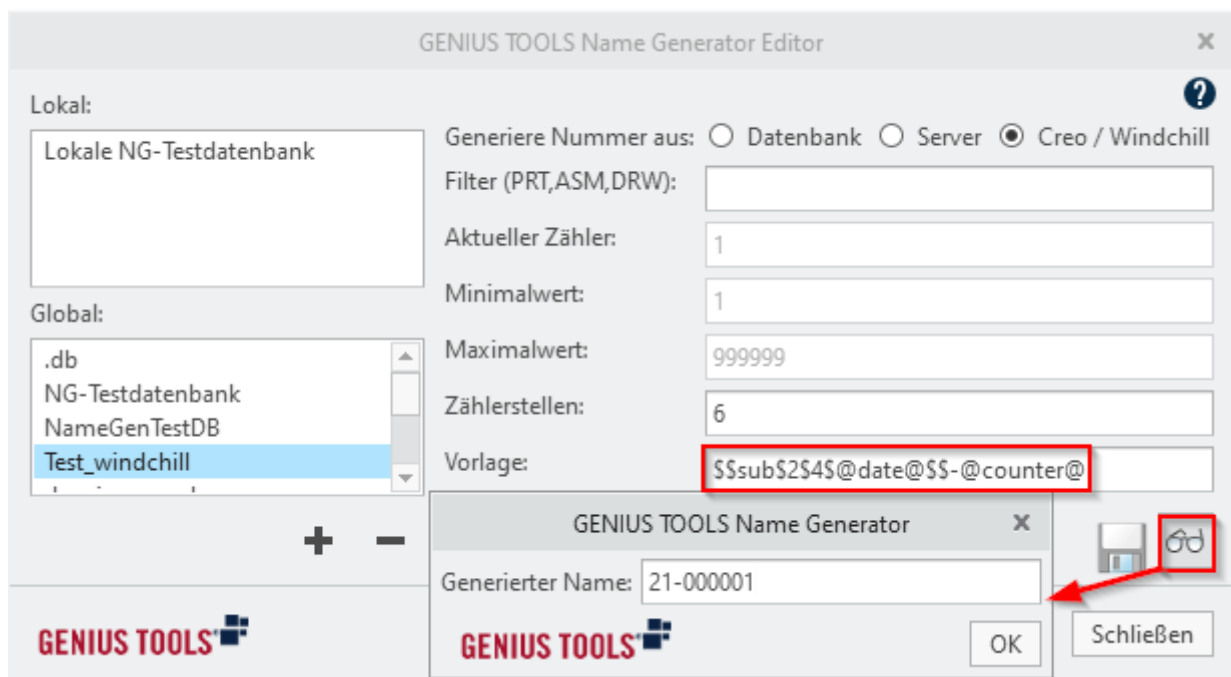 GENIUS TOOLS Name Generator Editor
Lokal:
Lokale NG-Testdatenbank
Global:
.db
NG-Testdatenbank
NameGenTestDB
Test_windchill
Generiere Nummer aus: Datenbank Server Creo / Windchill
Filter (PRT,ASM,DRW):
Aktueller Zähler: 1
Minimalwert: 1
Maximalwert: 999999
Zählerstellen: 6
Vorlage: $$sub$2$4$@date@$$-@counter@
GENIUS TOOLS Name Generator
Generierter Name: 21-000001
GENIUS TOOLS
OK
GENIUS TOOLS
Schließen